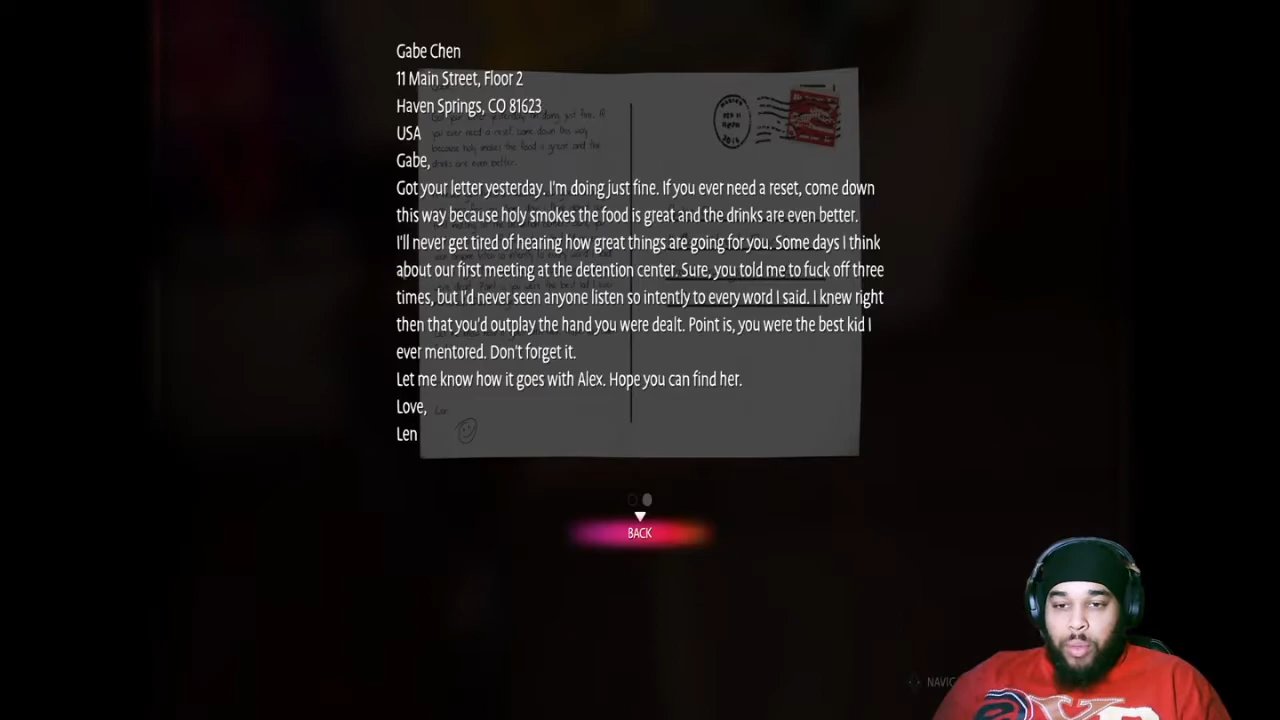 Gabe Chen
11 Main Street, Floor 2
Haven Springs, CO 81623
USA
Gabe,
Got your letter yesterday. I'm doing just fine. If you ever need a reset, come down
this way because holy smokes the food is great and the drinks are even better.
I'll never get tired of hearing how great things are going for you. Some days I think
about our first meeting at the detention center. Sure, you told me to fuck off three
times, but I'd never seen anyone listen so intently to every word I said. I knew right
then that you'd outplay the hand you were dealt. Point is, you were the best kid I
ever mentored. Don't forget it.
Let me know how it goes with Alex. Hope you can find her.
Love,
Len
BACK